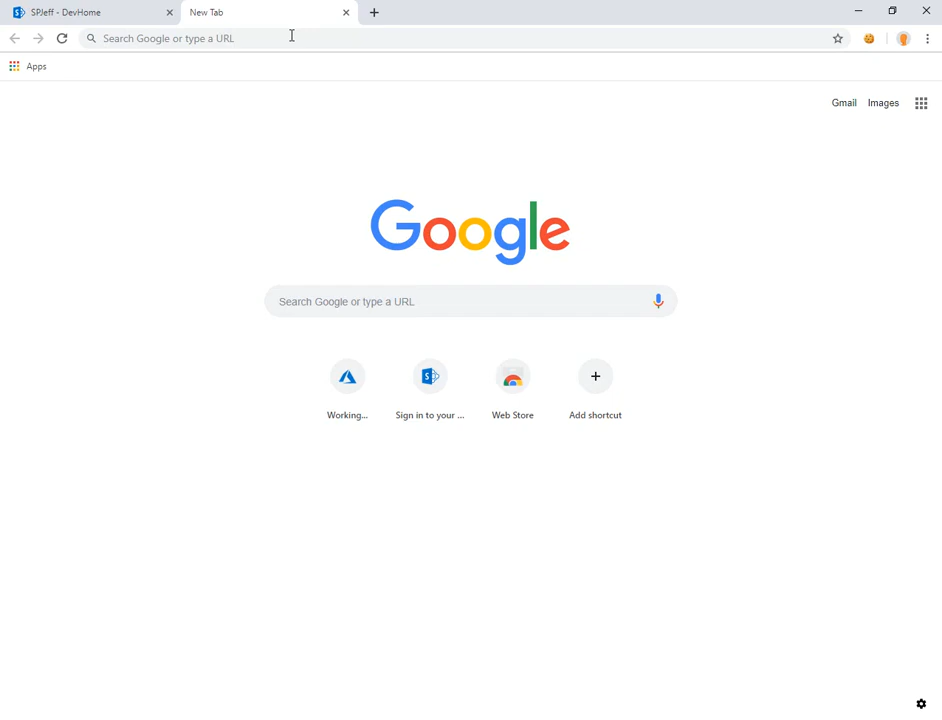 SPJeff - DevHome
New Tab
Search Google or type a URL
Apps
Gmail Images
Google
Search Google or type a URL
Working... Sign in to your ... Web Store Add shortcut